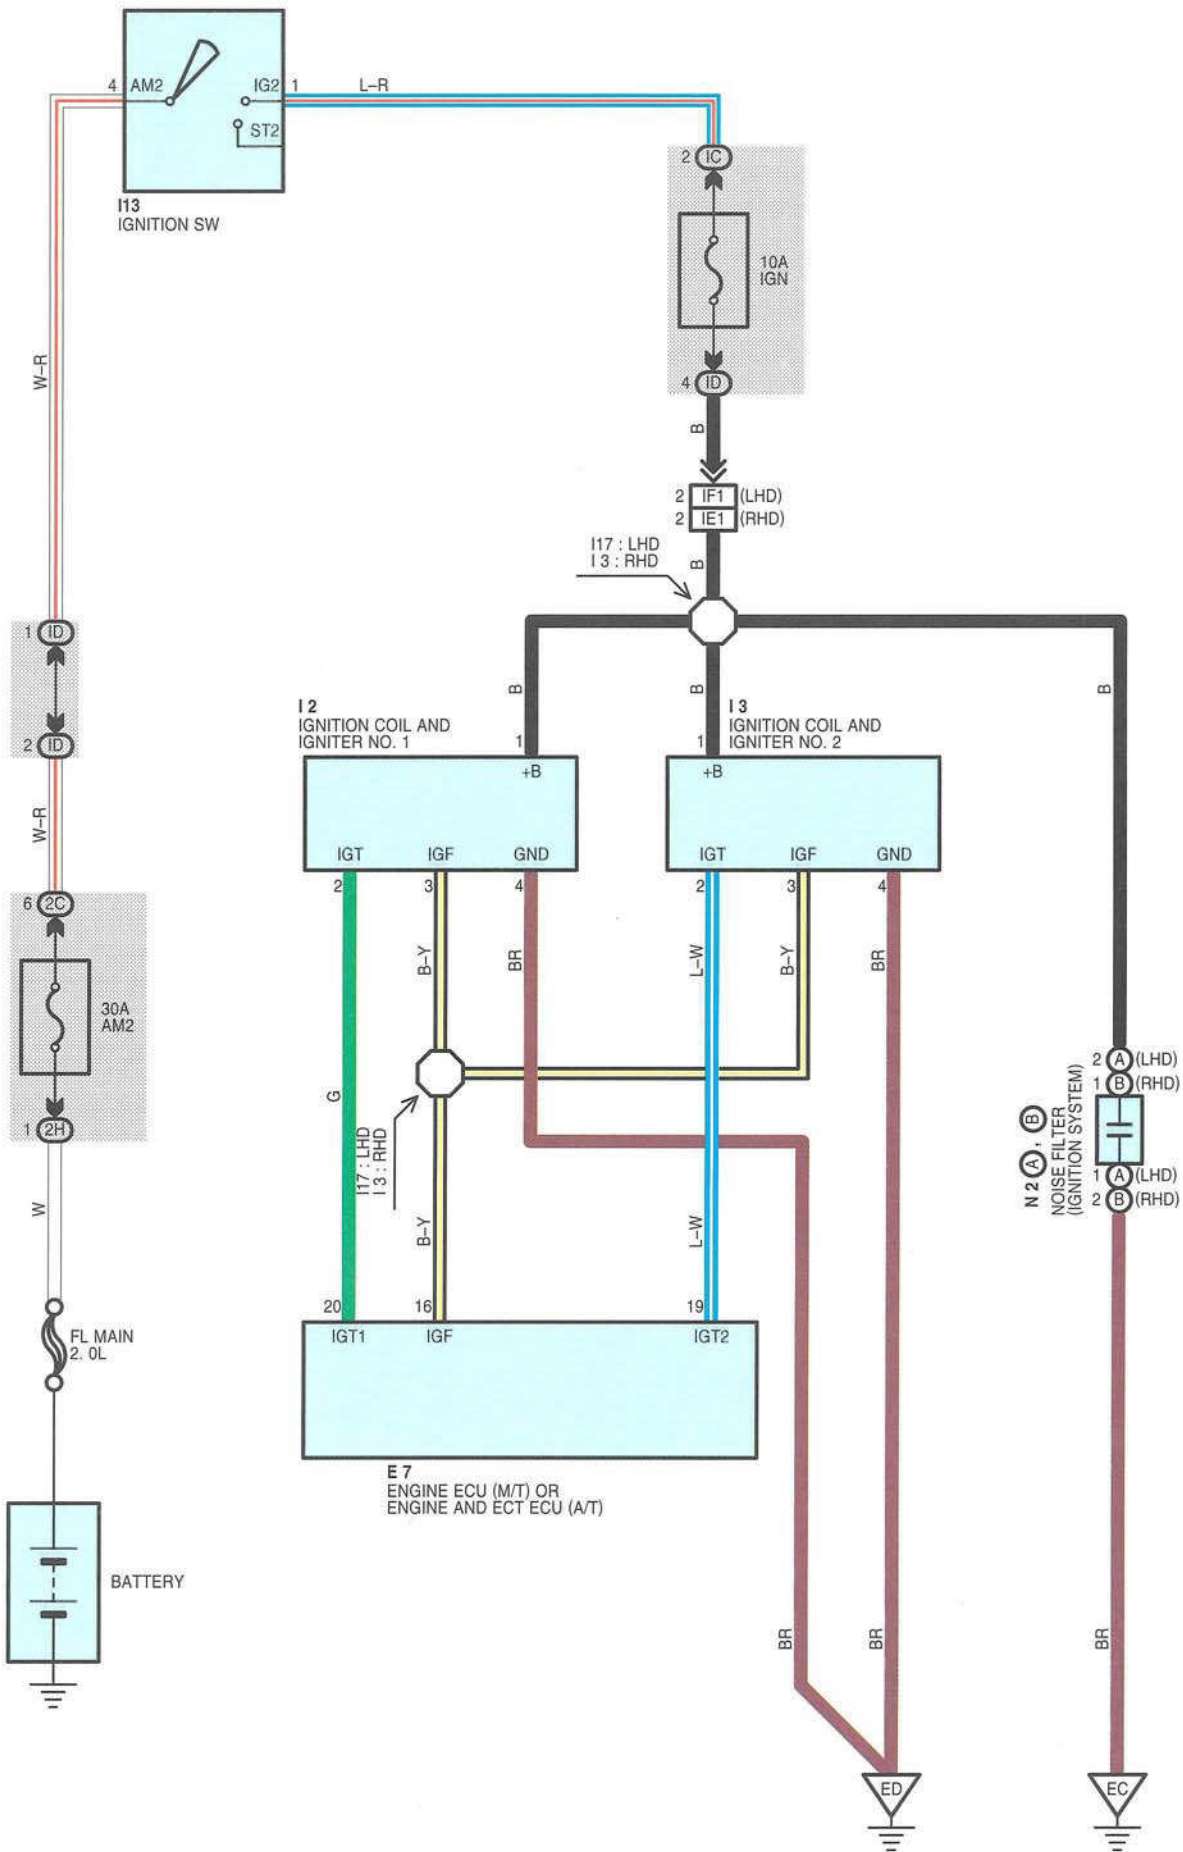 4 AM2
IG2 1
L–R
ST2
I13
IGNITION SW
2 IC
10A
IGN
4 ID
W–R
B
2 IF1 (LHD)
2 IE1 (RHD)
I17 : LHD
I 3 : RHD
B
1 ID
2 ID
W–R
B
B
B
I 2
IGNITION COIL AND
IGNITER NO. 1
1
+B
IGT
IGF
GND
2
3
4
I 3
IGNITION COIL AND
IGNITER NO. 2
1
+B
IGT
IGF
GND
2
3
4
6 2C
30A
AM2
1 2H
B–Y
BR
L–W
B–Y
BR
G
I17 : LHD
I 3 : RHD
B–Y
L–W
2 A (LHD)
1 B (RHD)
N 2 A , B
NOISE FILTER
(IGNITION SYSTEM)
1 A (LHD)
2 B (RHD)
W
FL MAIN
2. 0L
20
16
19
IGT1
IGF
IGT2
E 7
ENGINE ECU (M/T) OR
ENGINE AND ECT ECU (A/T)
BATTERY
BR
BR
BR
ED
EC